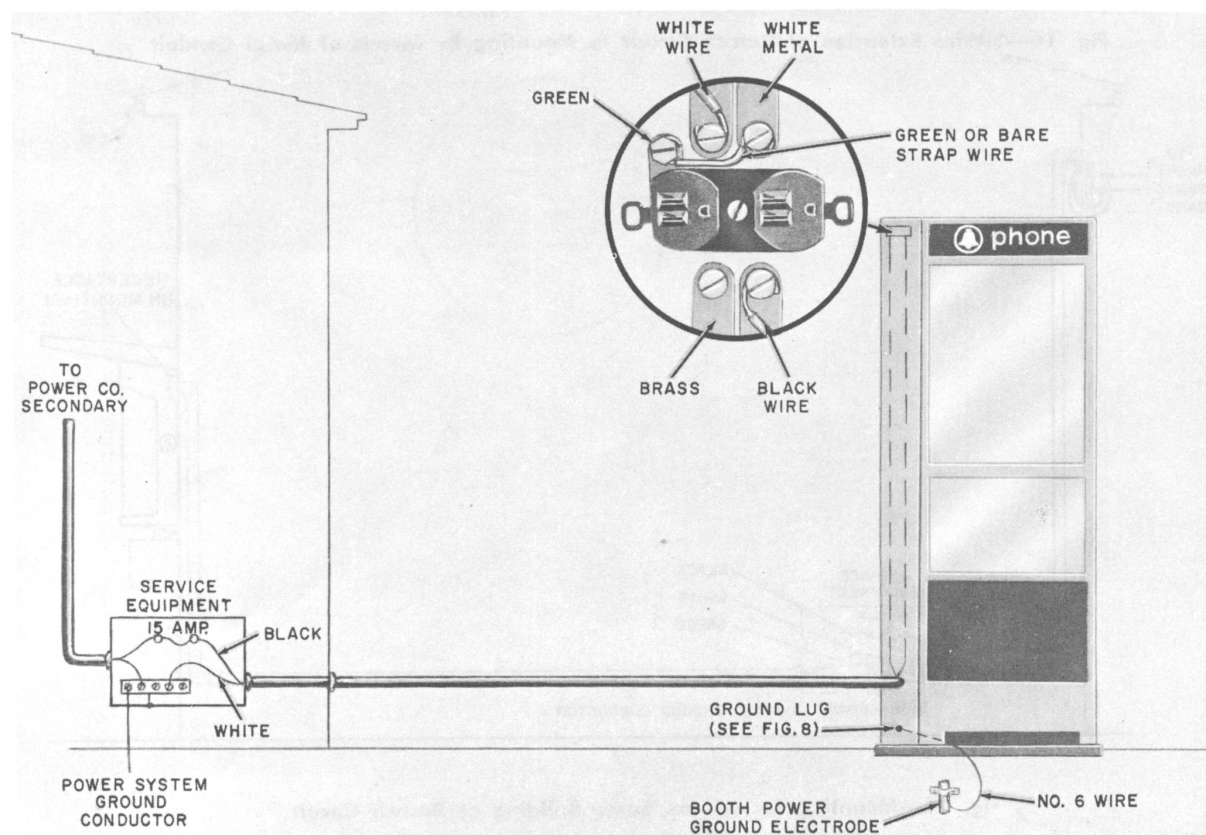 WHITE
WIRE
WHITE
METAL
GREEN
GREEN OR BARE
STRAP WIRE
phone
TO
POWER CO.
SECONDARY
BRASS
BLACK
WIRE
SERVICE
EQUIPMENT
15 AMP.
BLACK
WHITE
GROUND LUG
(SEE FIG. 8)
POWER SYSTEM
GROUND
CONDUCTOR
BOOTH POWER
GROUND ELECTRODE
NO. 6 WIRE